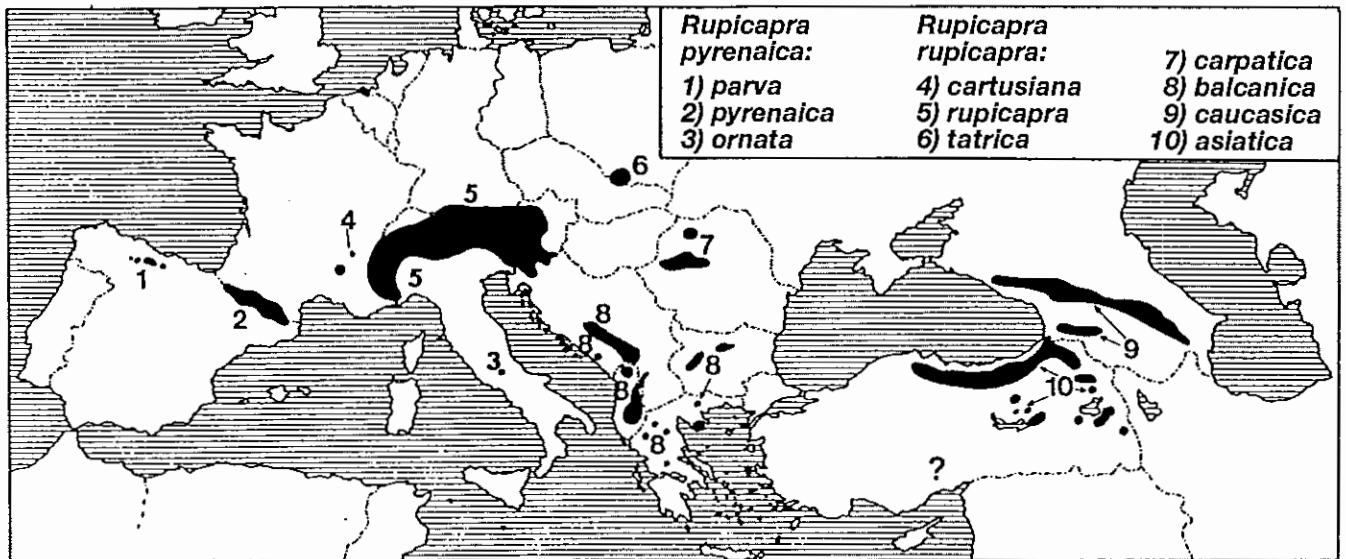 Rupicapra
pyrenaica:
1) parva
2) pyrenaica
3) ornata
Rupicapra
rupicapra:
4) cartusiana
5) rupicapra
6) tatrica
7) carpatica
8) balcanica
9) caucasica
10) asiatica
6
5
4
7
1
5
2
8
8
8
9
3
10
8
8
?